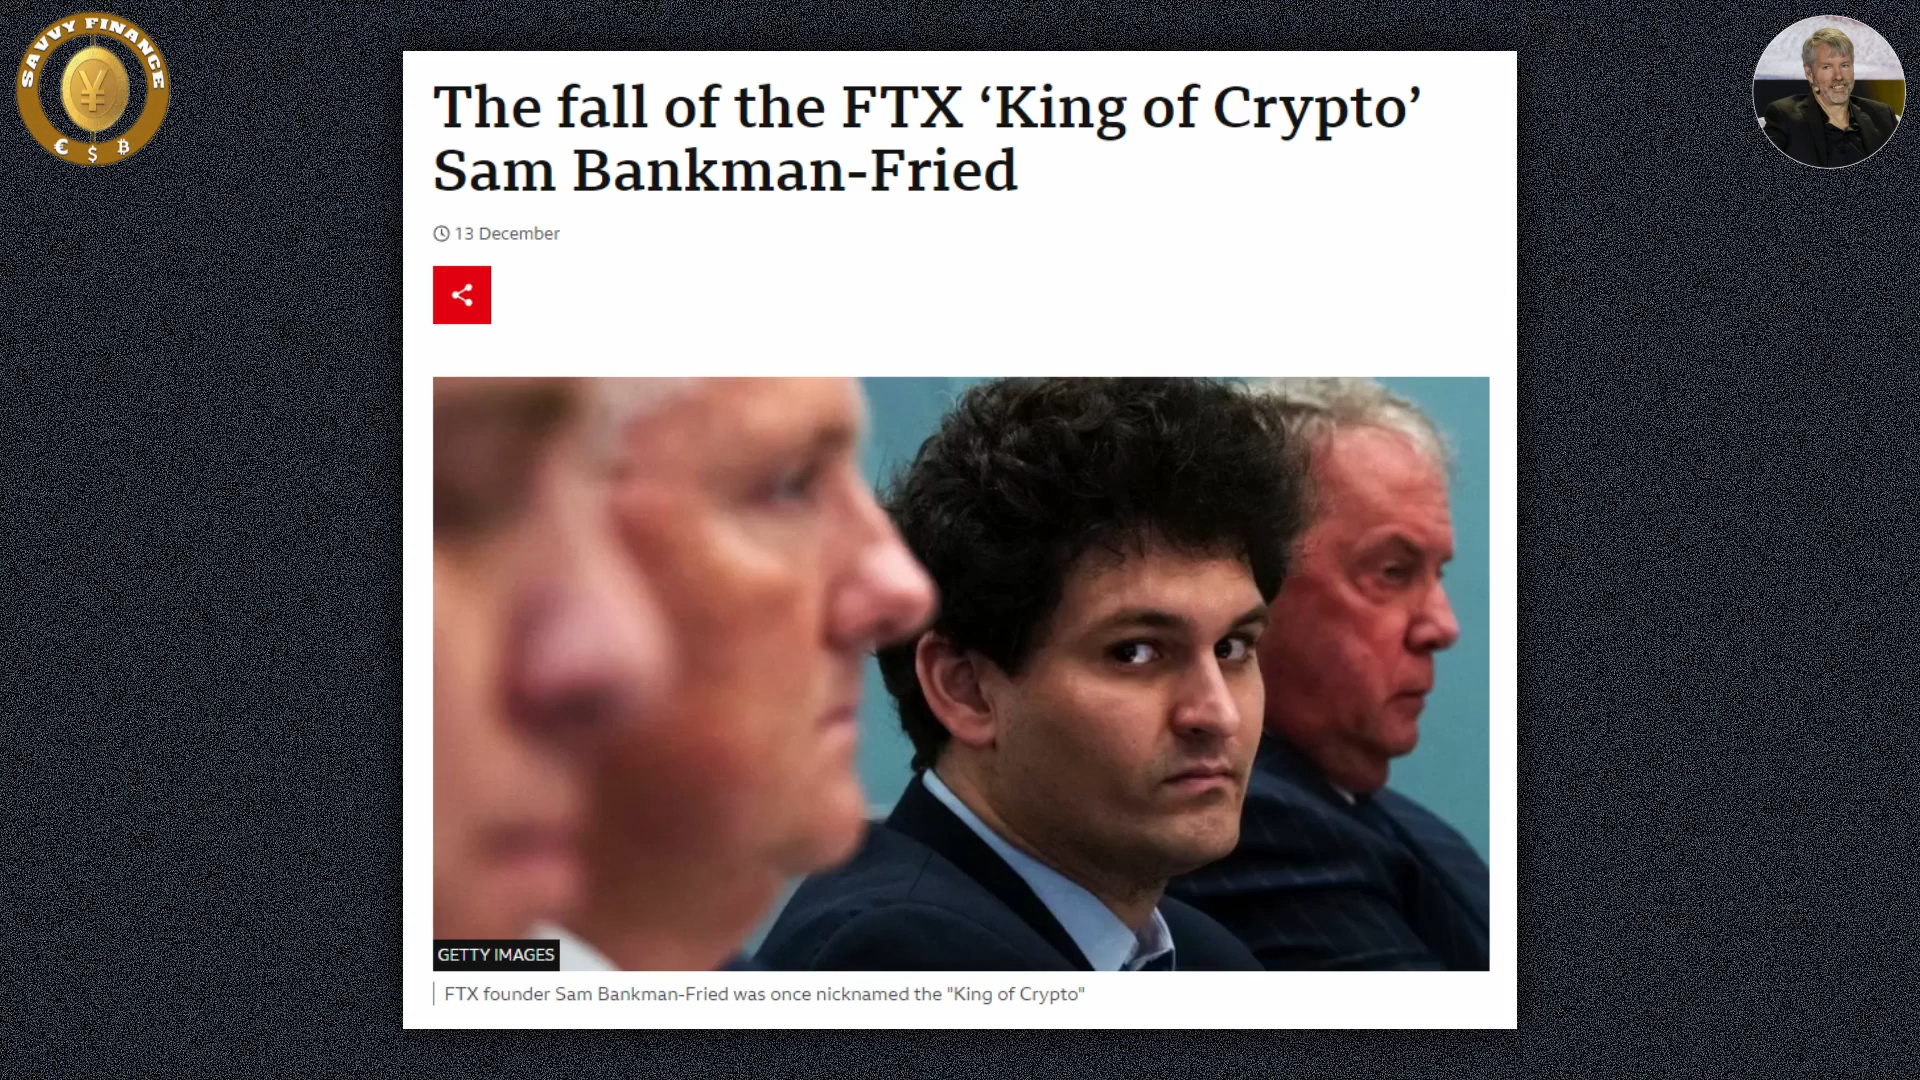 SAVVY FINANCE
¥
€ $ ₿
The fall of the FTX ‘King of Crypto’
Sam Bankman-Fried
13 December
GETTY IMAGES
FTX founder Sam Bankman-Fried was once nicknamed the "King of Crypto"